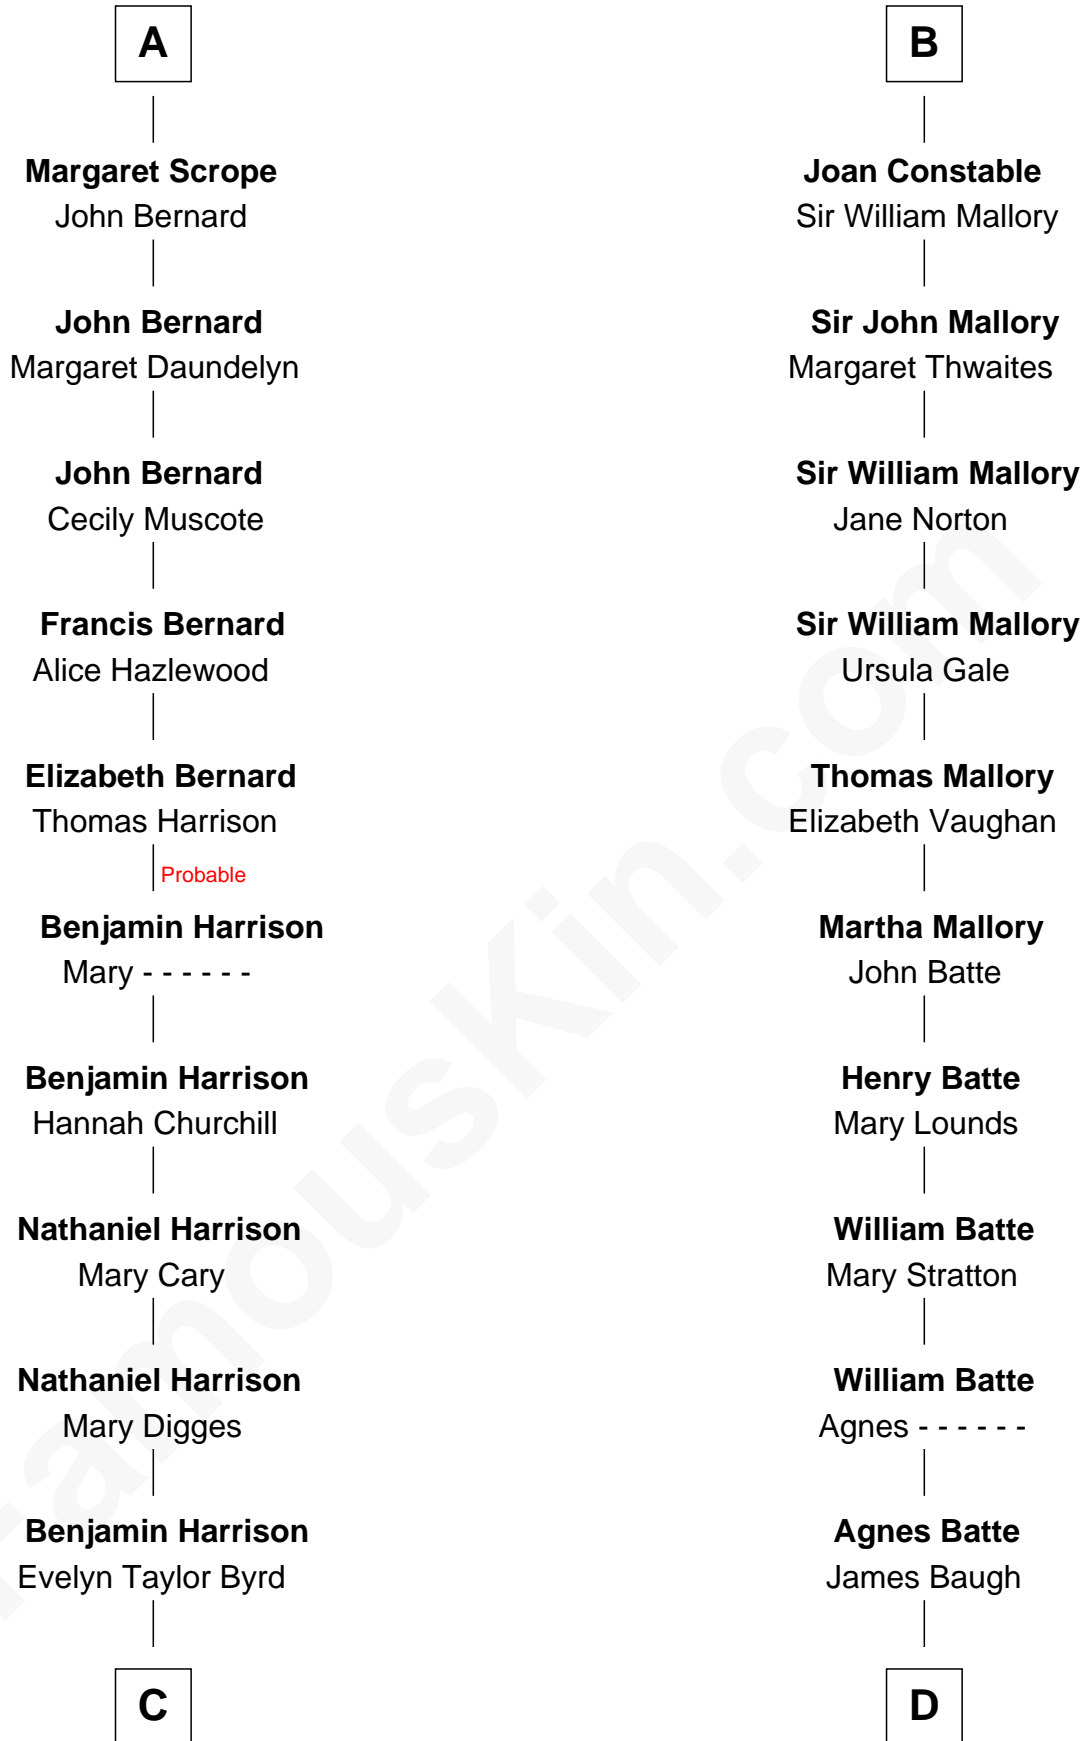 A
Margaret Scrope
John Bernard
John Bernard
Margaret Daundelyn
John Bernard
Cecily Muscote
Francis Bernard
Alice Hazlewood
Elizabeth Bernard
Thomas Harrison
Probable
Benjamin Harrison
Mary - - - - - -
Benjamin Harrison
Hannah Churchill
Nathaniel Harrison
Mary Cary
Nathaniel Harrison
Mary Digges
Benjamin Harrison
Evelyn Taylor Byrd
C
B
Joan Constable
Sir William Mallory
Sir John Mallory
Margaret Thwaites
Sir William Mallory
Jane Norton
Sir William Mallory
Ursula Gale
Thomas Mallory
Elizabeth Vaughan
Martha Mallory
John Batte
Henry Batte
Mary Lounds
William Batte
Mary Stratton
William Batte
Agnes - - - - - -
Agnes Batte
James Baugh
D
FamousKin.com